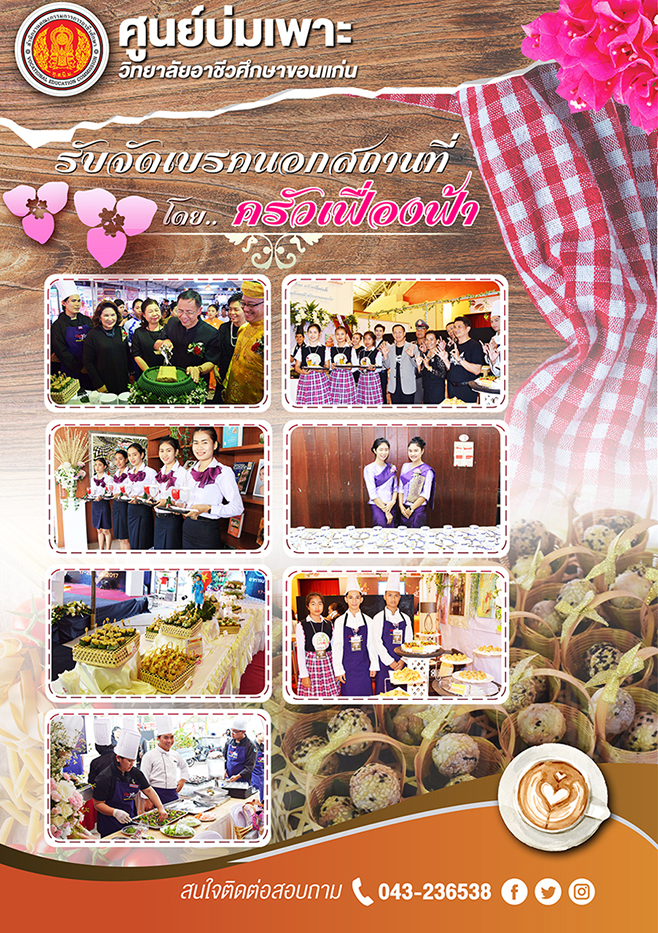 ศูนย์บ่มเพาะ
วิทยาลัยอาชีวศึกษาขอนแก่น
VOCATIONAL EDUCATION COMMISSION
รับจัดเบรคนอกสถานที่
โดย.. ครัวเฟื่องฟ้า
สนใจติดต่อสอบถาม 043-236538